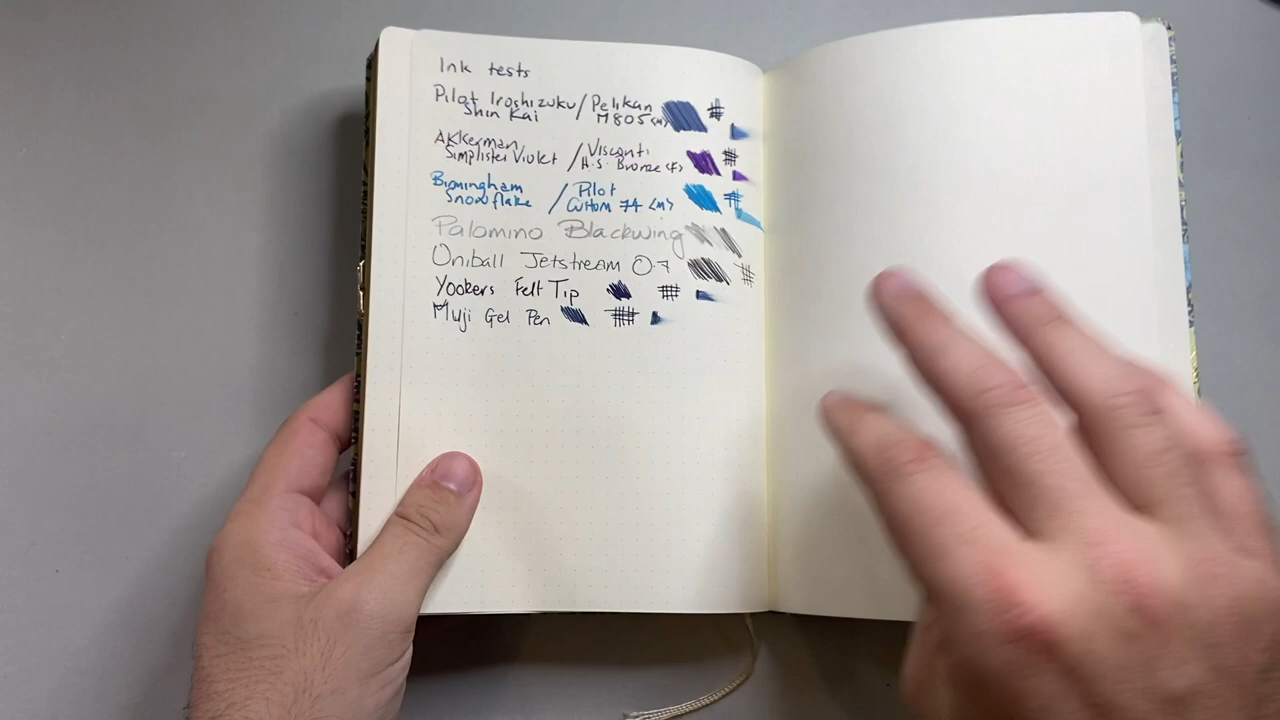 Ink tests
Pilot Iroshizuku / Pelikan
Shin Kai M805 <M>
Akkerman / Visconti
Simplister Violet H.S. Bronze <F>
Birmingham / Pilot
Snowflake Custom 74 <M>
Palomino Blackwing
Uniball Jetstream 0.7
Yookers Felt Tip
Muji Gel Pen